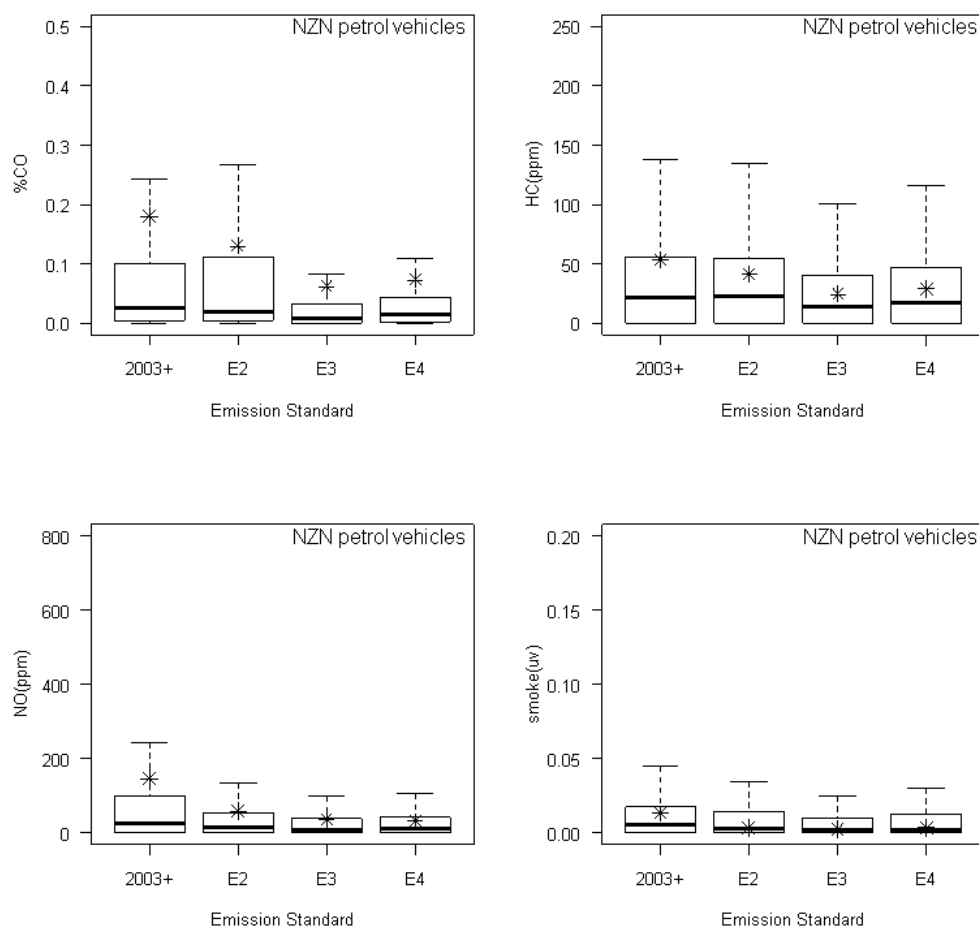 NZN petrol vehicles
0.5
0.4
0.3
0.2
0.1
0.0
%CO
2003+ E2 E3 E4
Emission Standard
NZN petrol vehicles
250
200
150
100
50
0
HC(ppm)
2003+ E2 E3 E4
Emission Standard
NZN petrol vehicles
800
600
400
200
0
NO(ppm)
2003+ E2 E3 E4
Emission Standard
NZN petrol vehicles
0.20
0.15
0.10
0.05
0.00
smoke(uv)
2003+ E2 E3 E4
Emission Standard